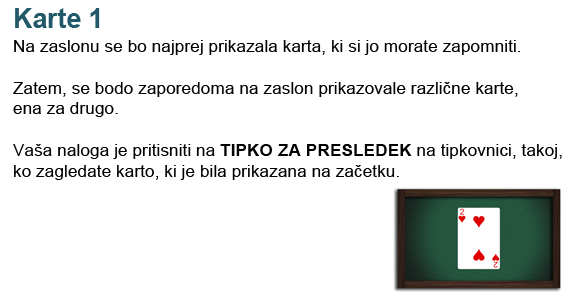 Karte 1
Na zaslonu se bo najprej prikazala karta, ki si jo morate zapomniti.
Zatem, se bodo zaporedoma na zaslon prikazovale različne karte,
ena za drugo.
Vaša naloga je pritisniti na TIPKO ZA PRESLEDEK na tipkovnici, takoj,
ko zagledate karto, ki je bila prikazana na začetku.
2
2